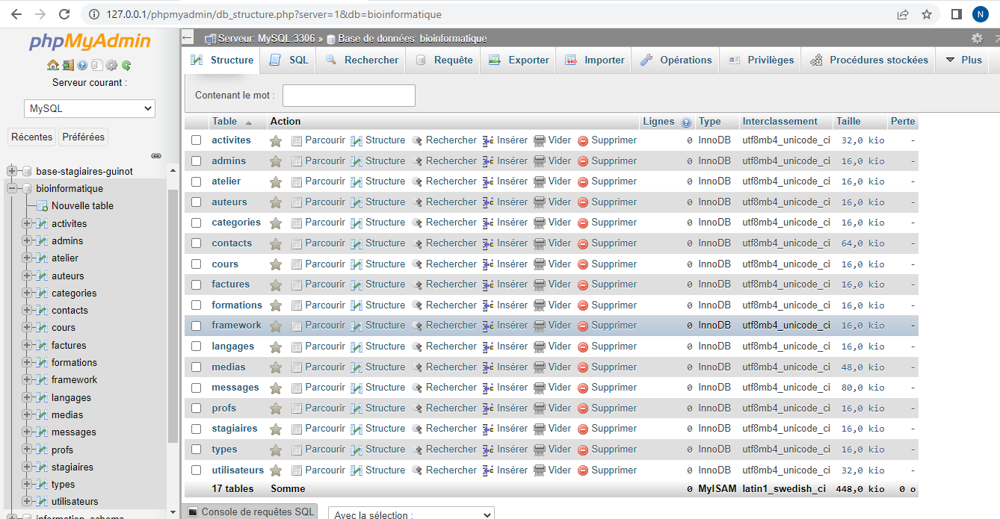 127.0.0.1/phpmyadmin/db_structure.php?server=1&db=bioinformatique
N
phpMyAdmin
Serveur courant :
MySQL
Récentes Préférées
base-stagiaires-guinot
bioinformatique
Nouvelle table
activites
admins
atelier
auteurs
categories
contacts
cours
factures
formations
framework
langages
medias
messages
profs
stagiaires
types
utilisateurs
information_schema
Serveur: MySQL:3306 » Base de données: bioinformatique
Structure SQL Rechercher Requête Exporter Importer Opérations Privilèges Procédures stockées Plus
Contenant le mot :
Table Action Lignes Type Interclassement Taille Perte
activites Parcourir Structure Rechercher Insérer Vider Supprimer 0 InnoDB utf8mb4_unicode_ci 32,0 kio -
admins Parcourir Structure Rechercher Insérer Vider Supprimer 0 InnoDB utf8mb4_unicode_ci 16,0 kio -
atelier Parcourir Structure Rechercher Insérer Vider Supprimer 0 InnoDB utf8mb4_unicode_ci 16,0 kio -
auteurs Parcourir Structure Rechercher Insérer Vider Supprimer 0 InnoDB utf8mb4_unicode_ci 16,0 kio -
categories Parcourir Structure Rechercher Insérer Vider Supprimer 0 InnoDB utf8mb4_unicode_ci 16,0 kio -
contacts Parcourir Structure Rechercher Insérer Vider Supprimer 0 InnoDB utf8mb4_unicode_ci 64,0 kio -
cours Parcourir Structure Rechercher Insérer Vider Supprimer 0 InnoDB utf8mb4_unicode_ci 16,0 kio -
factures Parcourir Structure Rechercher Insérer Vider Supprimer 0 InnoDB utf8mb4_unicode_ci 16,0 kio -
formations Parcourir Structure Rechercher Insérer Vider Supprimer 0 InnoDB utf8mb4_unicode_ci 16,0 kio -
framework Parcourir Structure Rechercher Insérer Vider Supprimer 0 InnoDB utf8mb4_unicode_ci 16,0 kio -
langages Parcourir Structure Rechercher Insérer Vider Supprimer 0 InnoDB utf8mb4_unicode_ci 16,0 kio -
medias Parcourir Structure Rechercher Insérer Vider Supprimer 0 InnoDB utf8mb4_unicode_ci 48,0 kio -
messages Parcourir Structure Rechercher Insérer Vider Supprimer 0 InnoDB utf8mb4_unicode_ci 80,0 kio -
profs Parcourir Structure Rechercher Insérer Vider Supprimer 0 InnoDB utf8mb4_unicode_ci 16,0 kio -
stagiaires Parcourir Structure Rechercher Insérer Vider Supprimer 0 InnoDB utf8mb4_unicode_ci 16,0 kio -
types Parcourir Structure Rechercher Insérer Vider Supprimer 0 InnoDB utf8mb4_unicode_ci 16,0 kio -
utilisateurs Parcourir Structure Rechercher Insérer Vider Supprimer 0 InnoDB utf8mb4_unicode_ci 32,0 kio -
17 tables Somme 0 MyISAM latin1_swedish_ci 448,0 kio 0 o
Console de requêtes SQL
Avec la sélection :